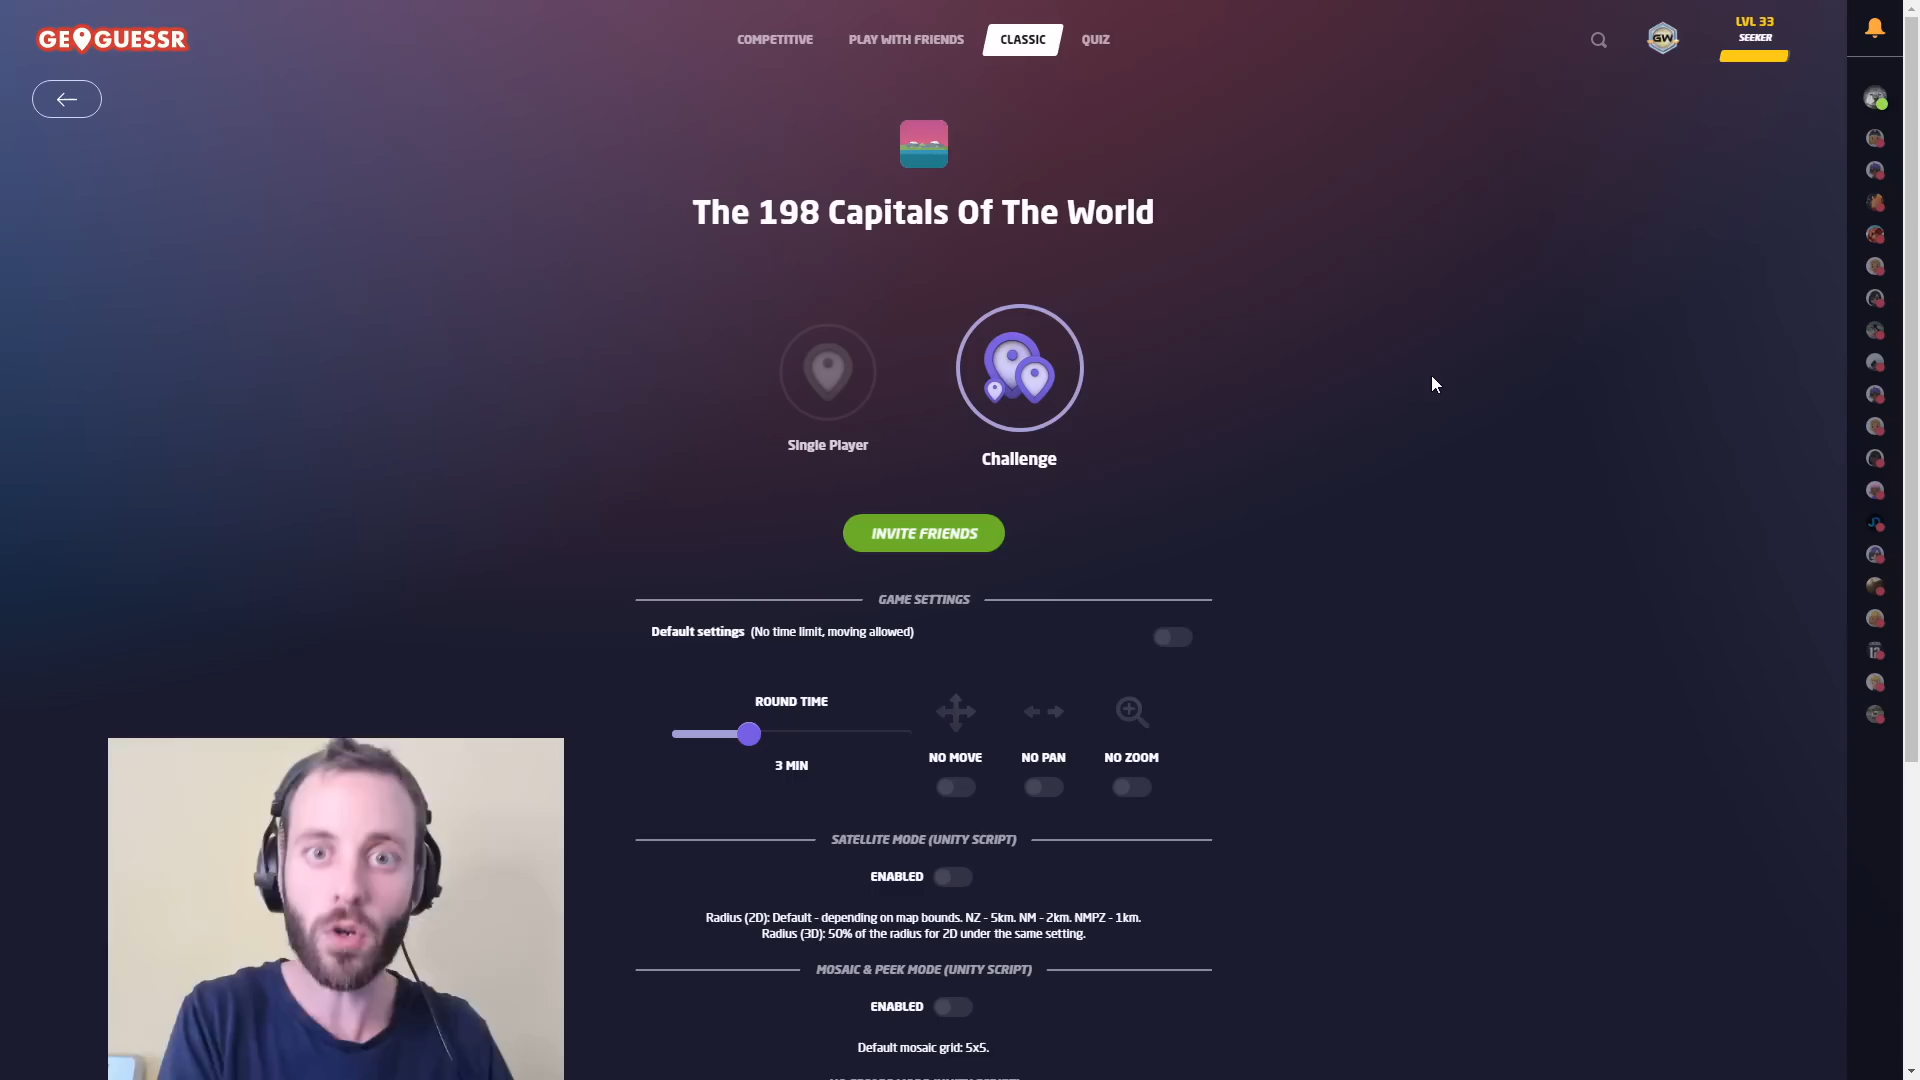 GEOGUESSR
COMPETITIVE
PLAY WITH FRIENDS
CLASSIC
QUIZ
GW
LVL 33
SEEKER
The 198 Capitals Of The World
Single Player
Challenge
INVITE FRIENDS
GAME SETTINGS
Default settings (No time limit, moving allowed)
ROUND TIME
3 MIN
NO MOVE
NO PAN
NO ZOOM
SATELLITE MODE (UNITY SCRIPT)
ENABLED
Radius (2D): Default - depending on map bounds. NZ - 5km. NM - 2km. NMPZ - 1km.
Radius (3D): 50% of the radius for 2D under the same setting.
MOSAIC & PEEK MODE (UNITY SCRIPT)
ENABLED
Default mosaic grid: 5x5.